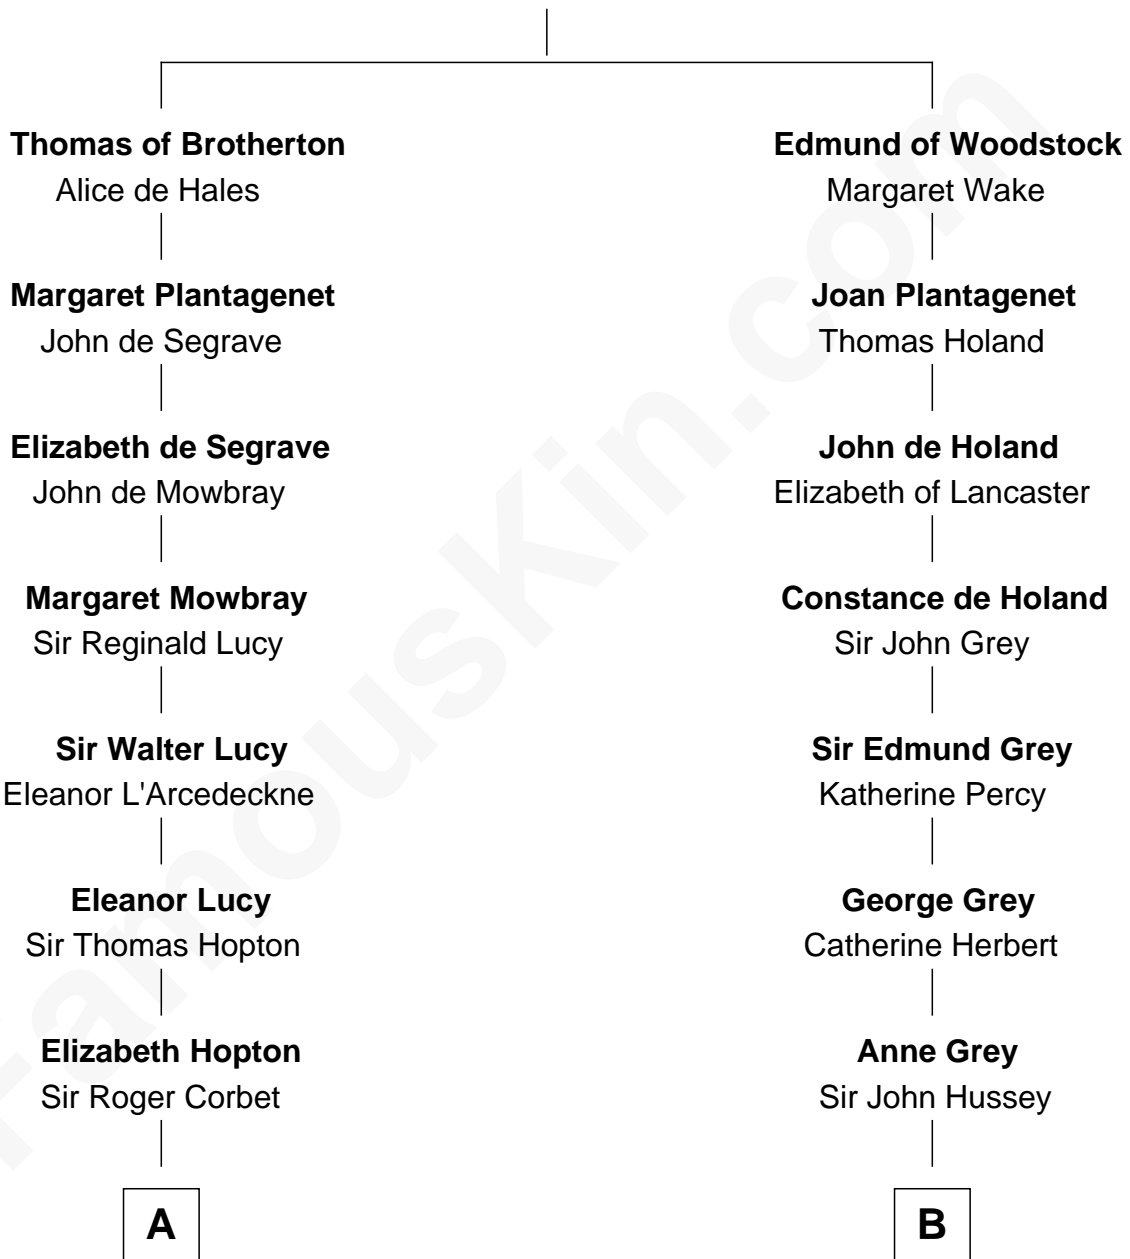 Thomas of Brotherton
Alice de Hales
Margaret Plantagenet
John de Segrave
Elizabeth de Segrave
John de Mowbray
Margaret Mowbray
Sir Reginald Lucy
Sir Walter Lucy
Eleanor L'Arcedeckne
Eleanor Lucy
Sir Thomas Hopton
Elizabeth Hopton
Sir Roger Corbet
A
Edmund of Woodstock
Margaret Wake
Joan Plantagenet
Thomas Holand
John de Holand
Elizabeth of Lancaster
Constance de Holand
Sir John Grey
Sir Edmund Grey
Katherine Percy
George Grey
Catherine Herbert
Anne Grey
Sir John Hussey
B
FamousKin.com